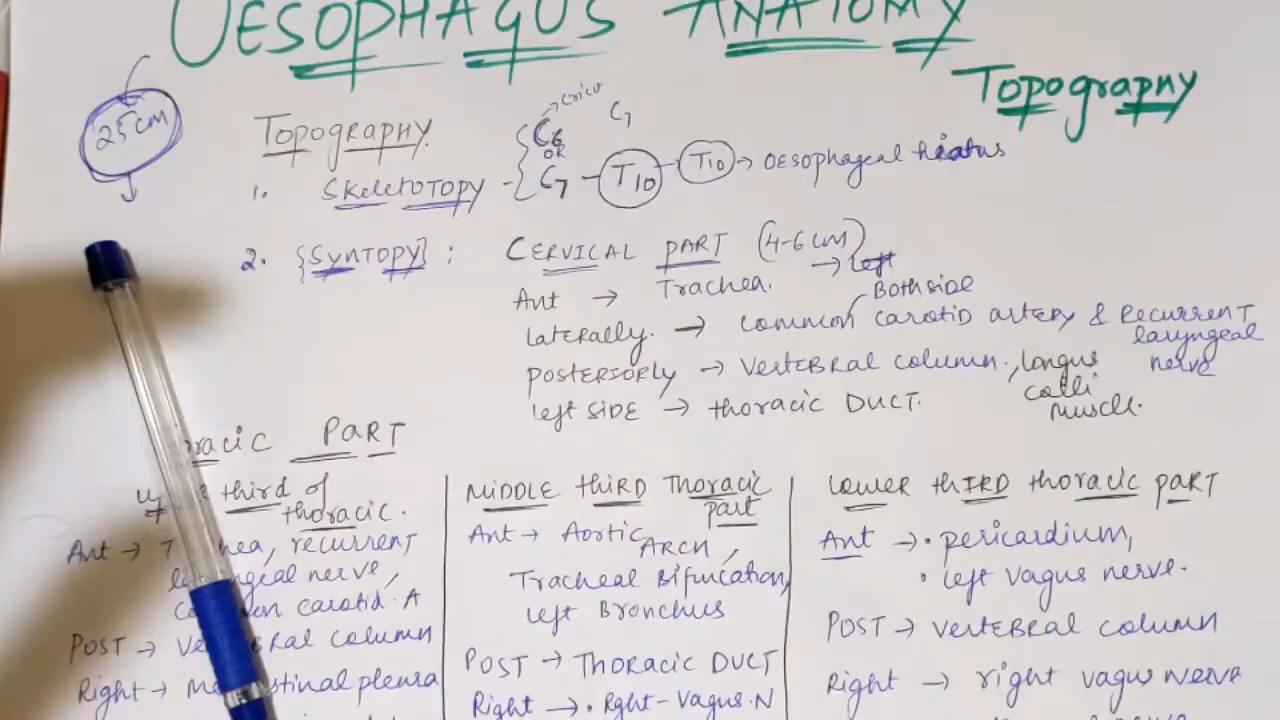 OESOPHAGUS ANATOMY
Topography
25cm
Topography.
crico
C6
C7
OR
1. Skeletotopy - C7 - T10 - T10 → Oesophageal hiatus
2. {Syntopy} : CERVICAL PART (4-6 cm)
→ left
Ant → Trachea.
Both side
laterally. → common carotid artery & Recurrent
laryngeal
nerve
POSTERIORLY → VERTEBRAL column., longus
colli
muscle.
left SIDE → thoracic DUCT.
PART
third of
thoracic.
Ant → recurrent
nerve,
carotid.A
POST → column
Right → pleura
MIDDLE thIRD Thoracic
part
Ant → Aortic
ARCH,
Tracheal Bifurcation,
left Bronchus
POST → Thoracic DUCT
Right → . Rght-Vagus.N
LOWER thIRD thoracic pART
Ant → . pericardium,
. left vagus nerve.
POST → VertEBRAL column
Right → right vagus nerve